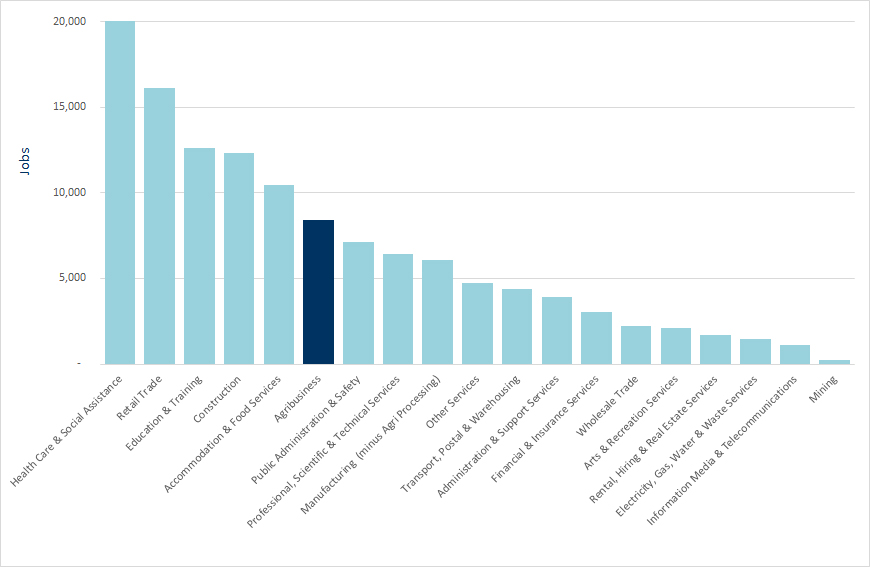 20,000
15,000
10,000
5,000
-
Jobs
Health Care & Social Assistance
Retail Trade
Education & Training
Construction
Accommodation & Food Services
Agribusiness
Public Administration & Safety
Professional, Scientific & Technical Services
Manufacturing (minus Agri Processing)
Other Services
Transport, Postal & Warehousing
Administration & Support Services
Financial & Insurance Services
Wholesale Trade
Arts & Recreation Services
Rental, Hiring & Real Estate Services
Electricity, Gas, Water & Waste Services
Information Media & Telecommunications
Mining